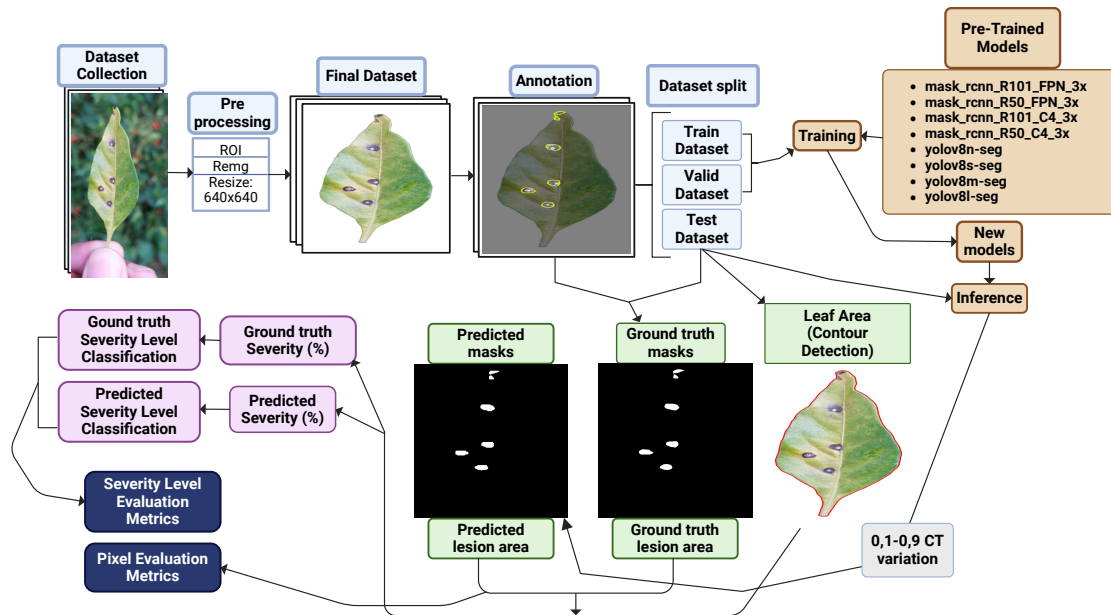 Dataset
Collection
Pre
processing
ROI
Remg
Resize:
640x640
Final Dataset
Annotation
Dataset split
Train
Dataset
Valid
Dataset
Test
Dataset
Training
Pre-Trained
Models
mask_rcnn_R101_FPN_3x
mask_rcnn_R50_FPN_3x
mask_rcnn_R101_C4_3x
mask_rcnn_R50_C4_3x
yolov8n-seg
yolov8s-seg
yolov8m-seg
yolov8l-seg
New
models
Inference
Gound truth
Severity Level
Classification
Ground truth
Severity (%)
Predicted
Severity Level
Classification
Predicted
Severity (%)
Severity Level
Evaluation
Metrics
Pixel Evaluation
Metrics
Predicted
masks
Ground truth
masks
Leaf Area
(Contour
Detection)
Predicted
lesion area
Ground truth
lesion area
0,1-0,9 CT
variation